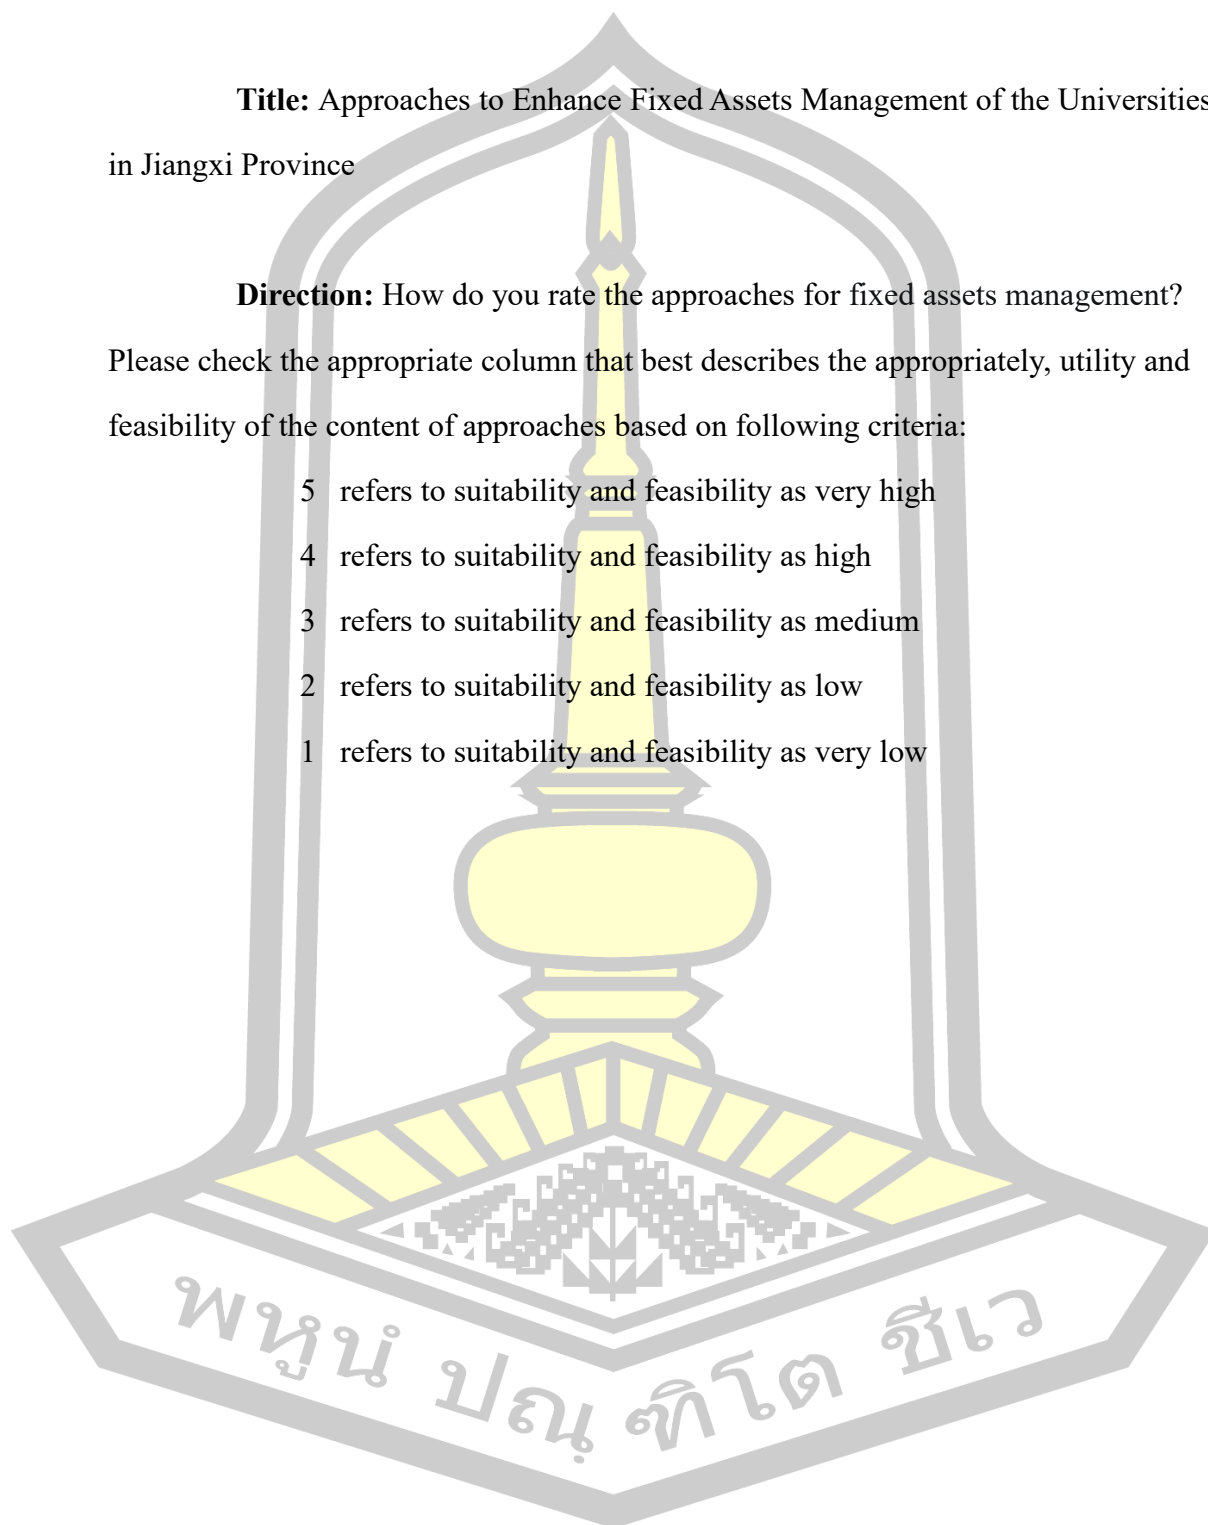 Title: Approaches to Enhance Fixed Assets Management of the Universities
in Jiangxi Province
Direction: How do you rate the approaches for fixed assets management?
Please check the appropriate column that best describes the appropriately, utility and
feasibility of the content of approaches based on following criteria:
5 refers to suitability and feasibility as very high
4 refers to suitability and feasibility as high
3 refers to suitability and feasibility as medium
2 refers to suitability and feasibility as low
1 refers to suitability and feasibility as very low
พหูนํ ปณฺฑิโต ชีเว